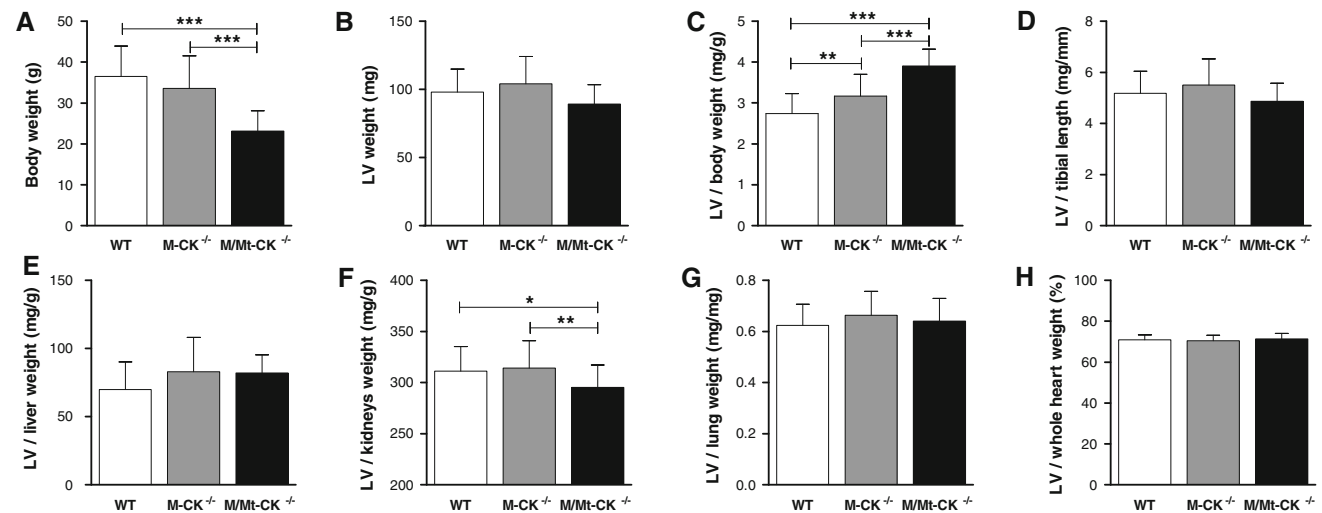 A
Body weight (g)
50
40
30
20
10
0
***
***
WT M-CK -/- M/Mt-CK -/-
B
LV weight (mg)
150
100
50
0
WT M-CK -/- M/Mt-CK -/-
C
LV / body weight (mg/g)
5
4
3
2
1
0
***
***
**
WT M-CK -/- M/Mt-CK -/-
D
LV / tibial length (mg/mm)
8
6
4
2
0
WT M-CK -/- M/Mt-CK -/-
E
LV / liver weight (mg/g)
150
100
50
0
WT M-CK -/- M/Mt-CK -/-
F
LV / kidneys weight (mg/g)
400
350
300
250
200
*
**
WT M-CK -/- M/Mt-CK -/-
G
LV / lung weight (mg/mg)
0.8
0.6
0.4
0.2
0.0
WT M-CK -/- M/Mt-CK -/-
H
LV / whole heart weight (%)
100
80
60
40
20
0
WT M-CK -/- M/Mt-CK -/-